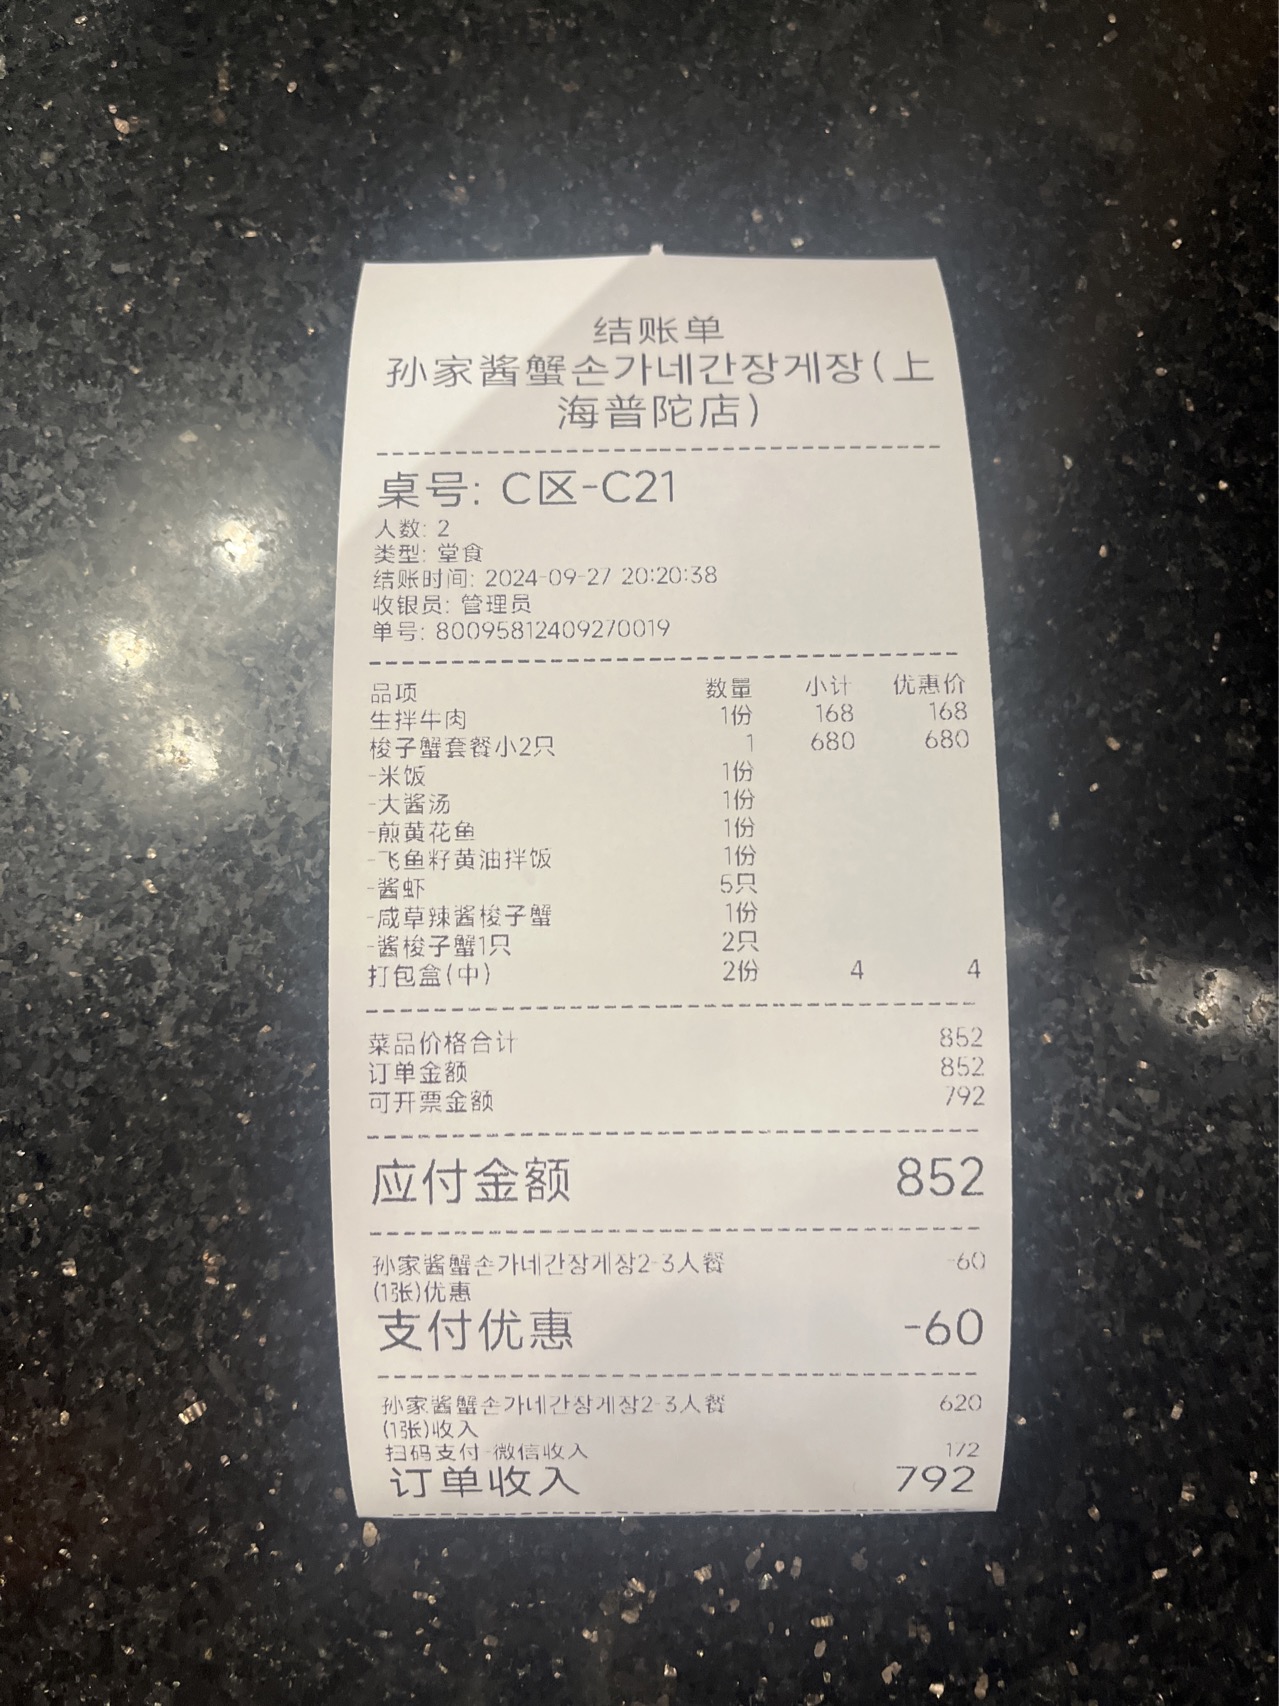 结账单
孙家酱蟹손가네간장게장(上
海普陀店)
桌号: C区-C21
人数: 2
类型: 堂食
结账时间: 2024-09-27 20:20:38
收银员: 管理员
单号: 80095812409270019
品项 数量 小计 优惠价
生拌牛肉 1份 168 168
梭子蟹套餐小2只 1 680 680
-米饭 1份
-大酱汤 1份
-煎黄花鱼 1份
-飞鱼籽黄油拌饭 1份
-酱虾 5只
-咸草辣酱梭子蟹 1份
-酱梭子蟹1只 2只
打包盒(中) 2份 4 4
菜品价格合计 852
订单金额 852
可开票金额 792
应付金额 852
孙家酱蟹손가네간장게장2-3人餐 -60
(1张)优惠
支付优惠 -60
孙家酱蟹손가네간장게장2-3人餐 620
(1张)收入
扫码支付-微信收入 172
订单收入 792